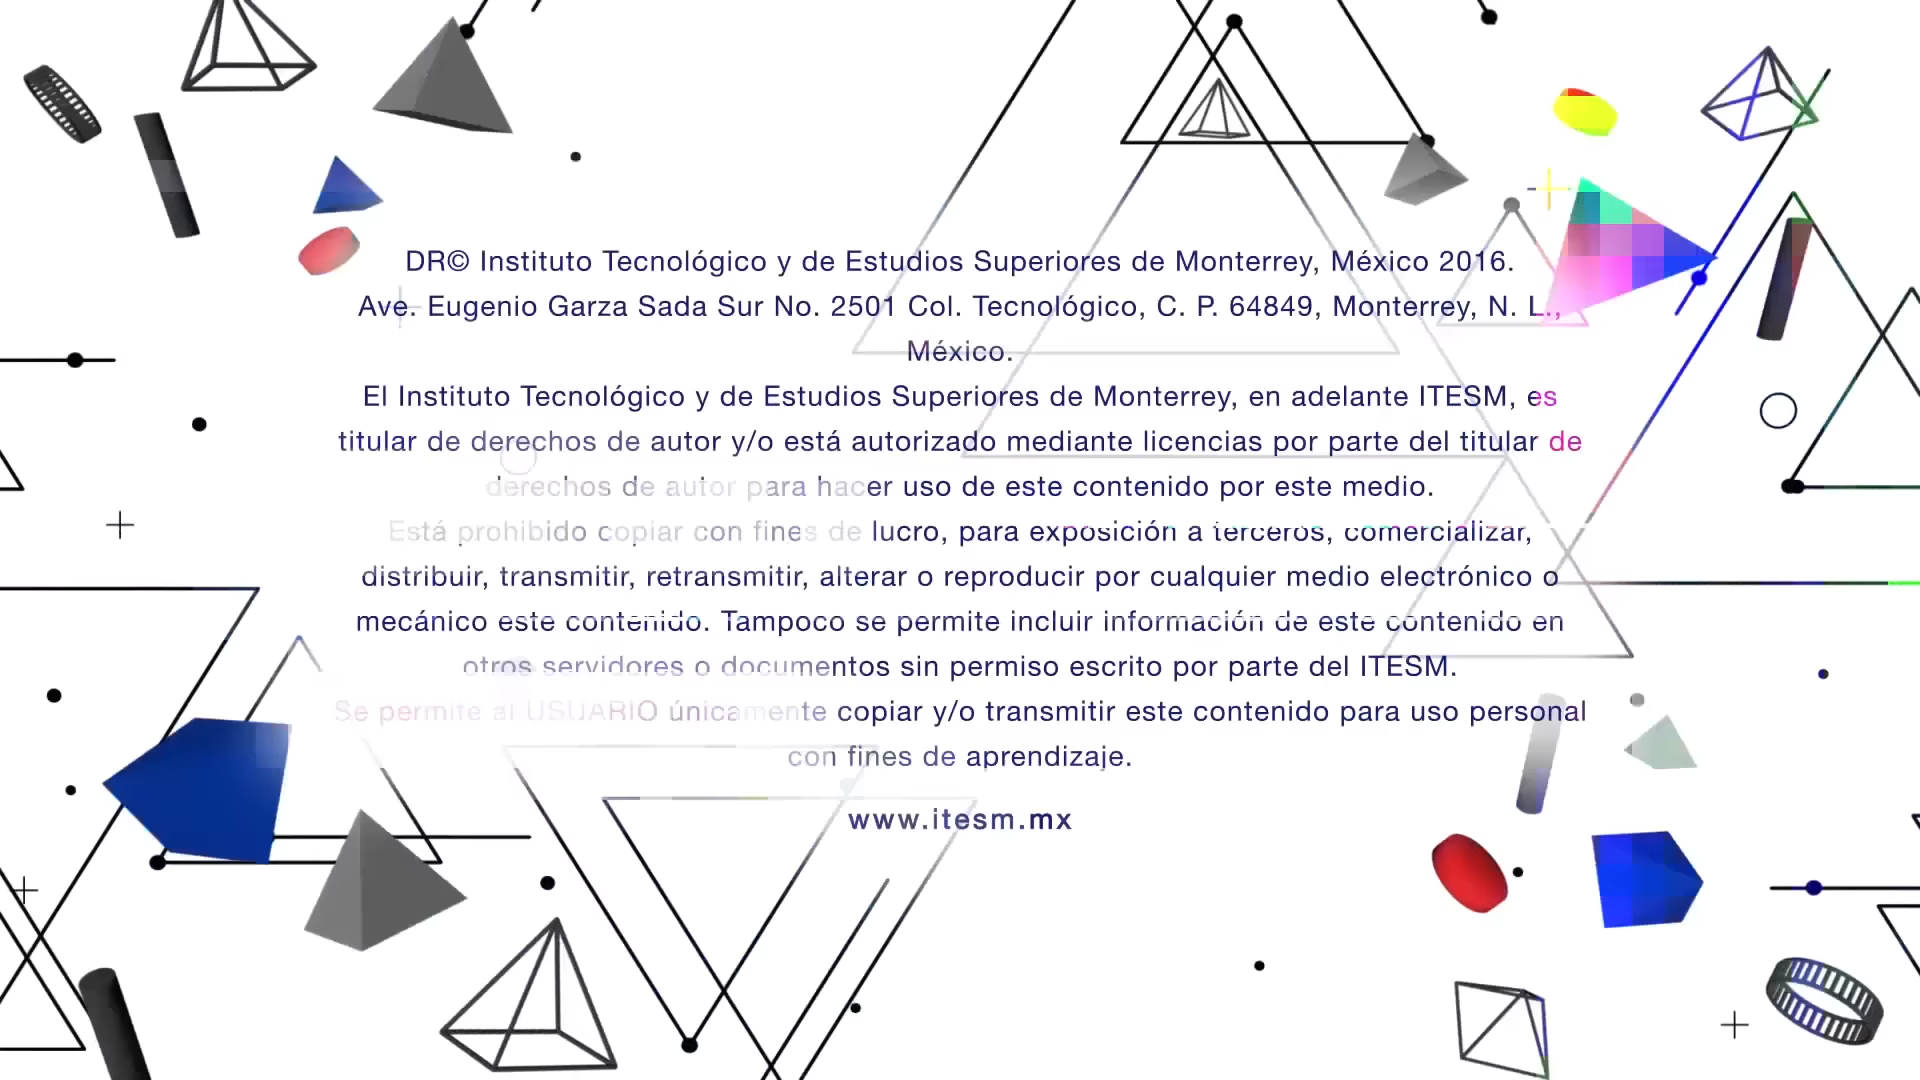 DR© Instituto Tecnológico y de Estudios Superiores de Monterrey, México 2016.
Ave. Eugenio Garza Sada Sur No. 2501 Col. Tecnológico, C. P. 64849, Monterrey, N. L.,
México.
El Instituto Tecnológico y de Estudios Superiores de Monterrey, en adelante ITESM, es
titular de derechos de autor y/o está autorizado mediante licencias por parte del titular de
derechos de autor para hacer uso de este contenido por este medio.
Está prohibido copiar con fines de lucro, para exposición a terceros, comercializar,
distribuir, transmitir, retransmitir, alterar o reproducir por cualquier medio electrónico o
mecánico este contenido. Tampoco se permite incluir información de este contenido en
otros servidores o documentos sin permiso escrito por parte del ITESM.
Se permite al USUARIO únicamente copiar y/o transmitir este contenido para uso personal
con fines de aprendizaje.
www.itesm.mx